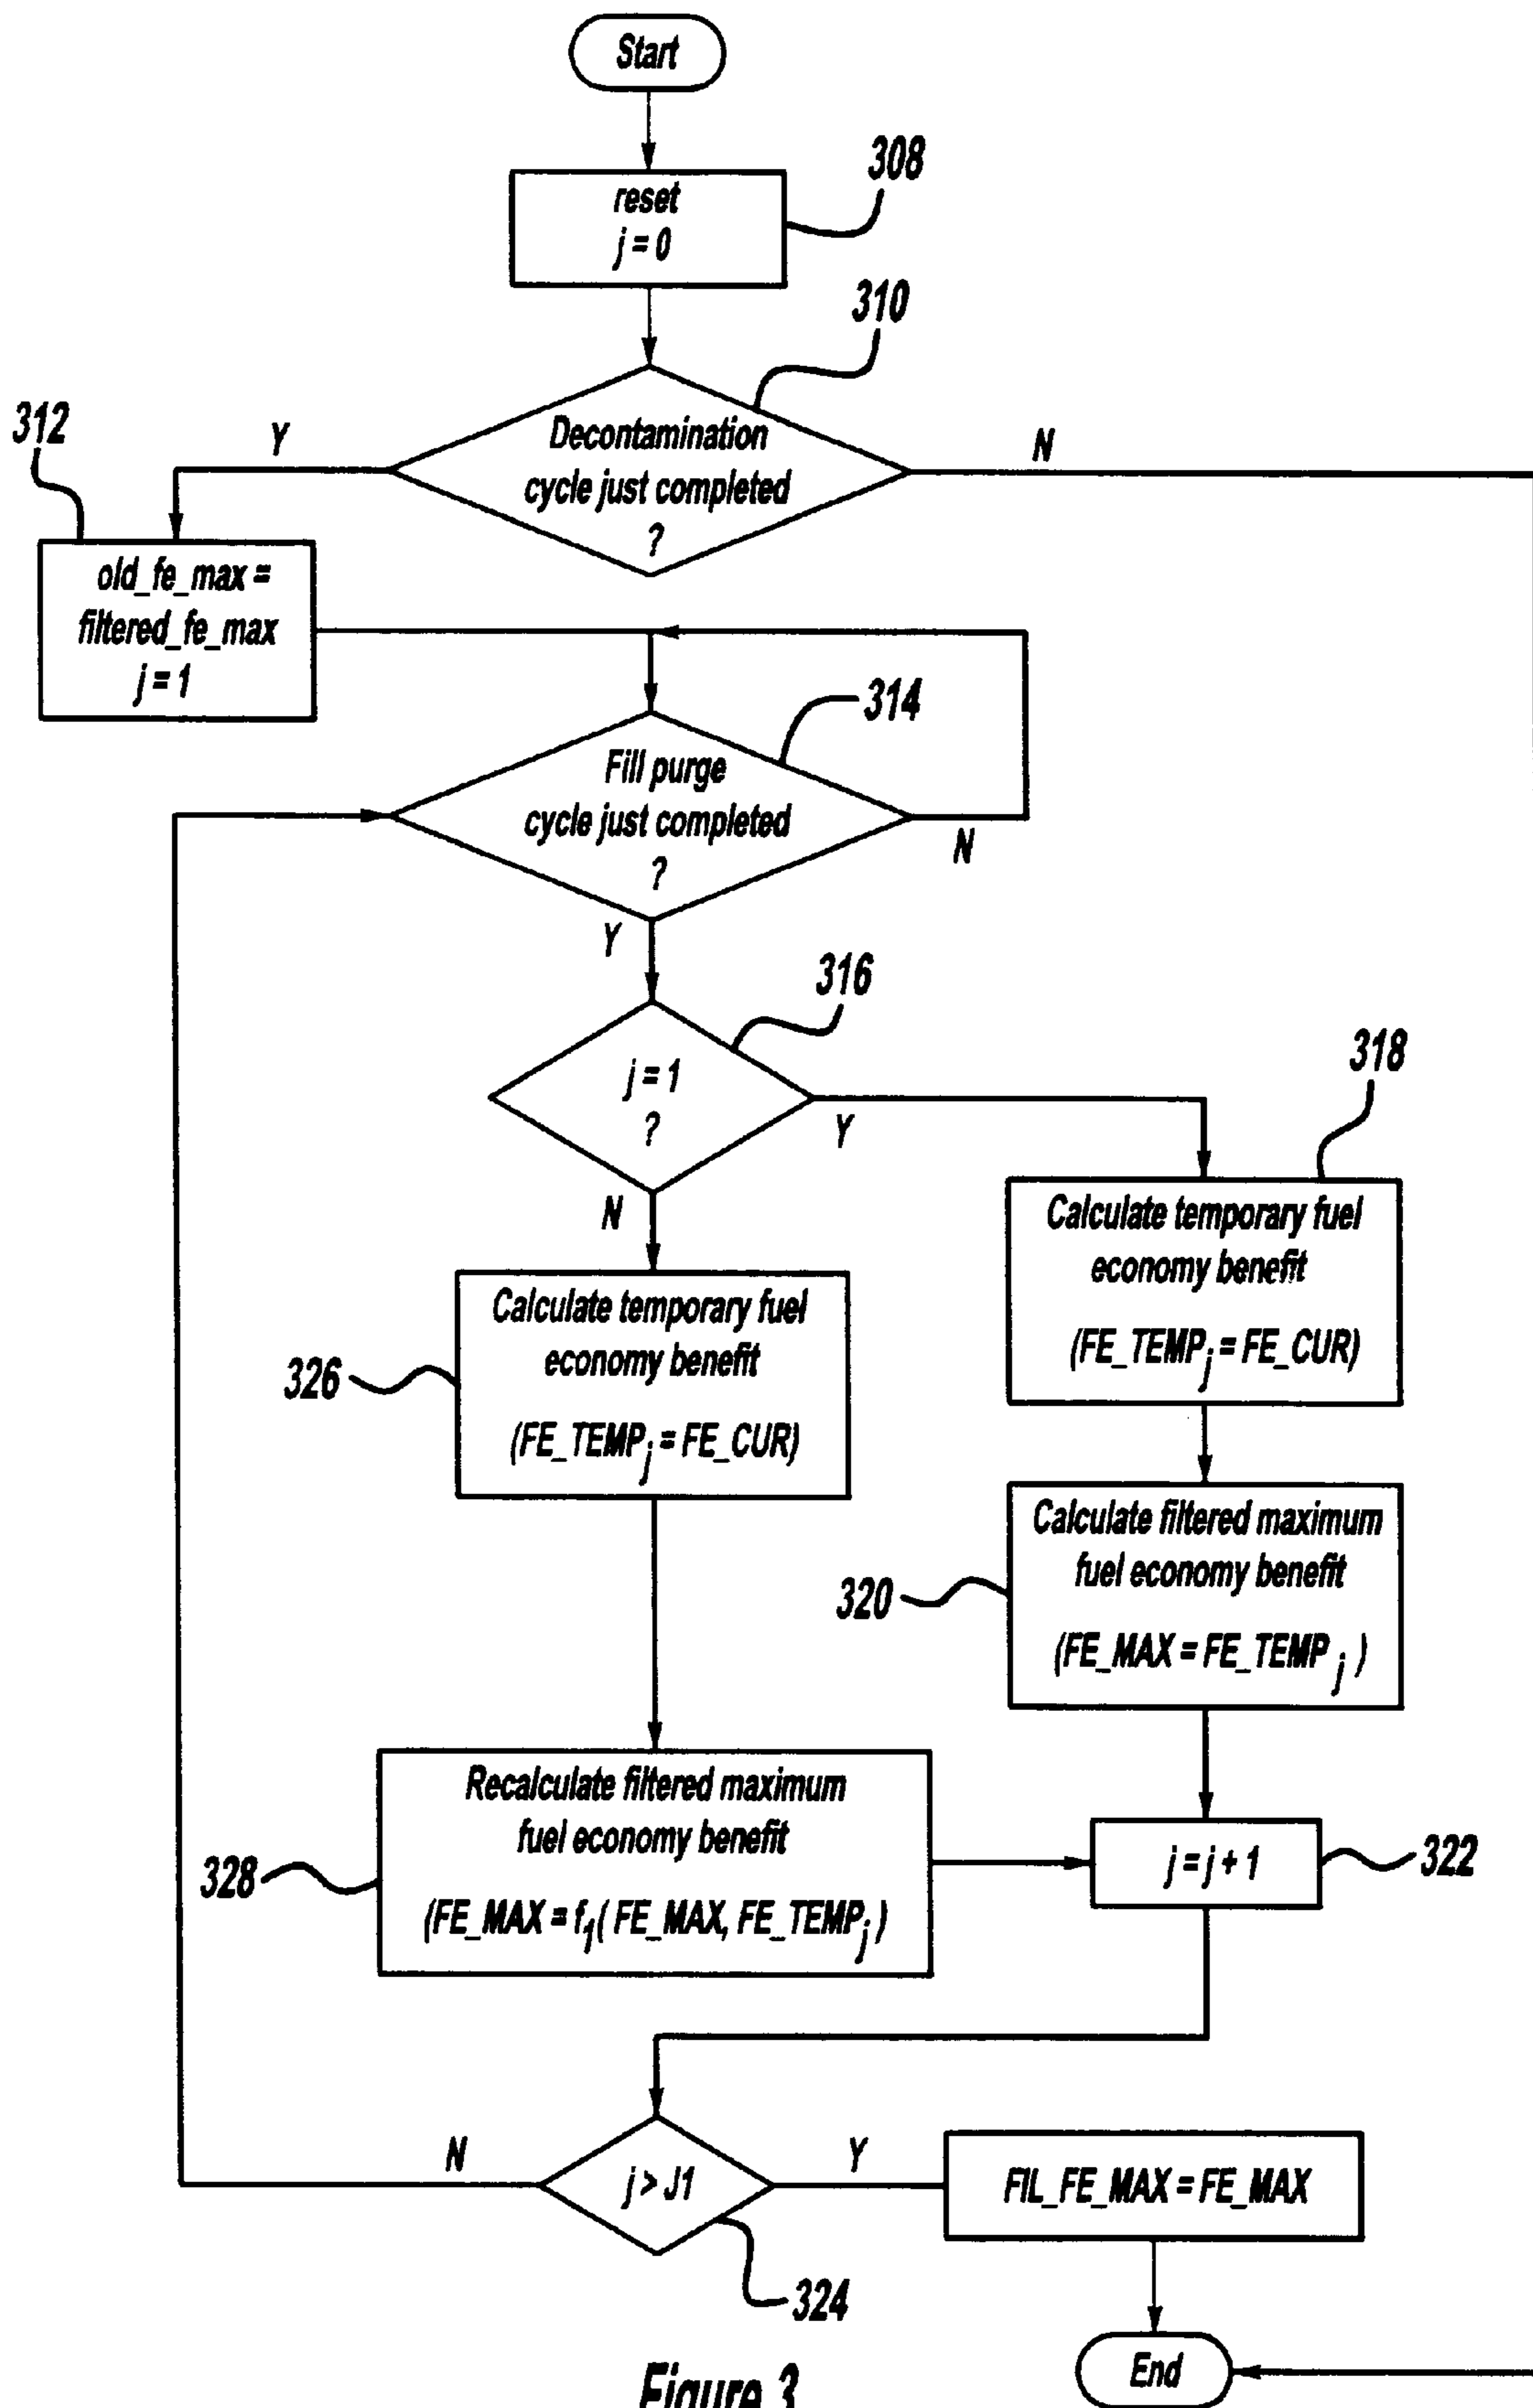 Start
308
reset
j = 0
310
312
Y
N
Decontamination
cycle just completed
?
old_fe_max =
filtered_fe_max
j = 1
314
Fill purge
cycle just completed
?
N
Y
316
j = 1
?
Y
318
N
Calculate temporary fuel
economy benefit
(FE_TEMPj = FE_CUR)
326
Calculate temporary fuel
economy benefit
(FE_TEMPj = FE_CUR)
320
Calculate filtered maximum
fuel economy benefit
(FE_MAX = FE_TEMP j )
328
Recalculate filtered maximum
fuel economy benefit
(FE_MAX = f1( FE_MAX, FE_TEMPj )
j = j + 1
322
N
j > J1
Y
FIL_FE_MAX = FE_MAX
324
End
Figure 3